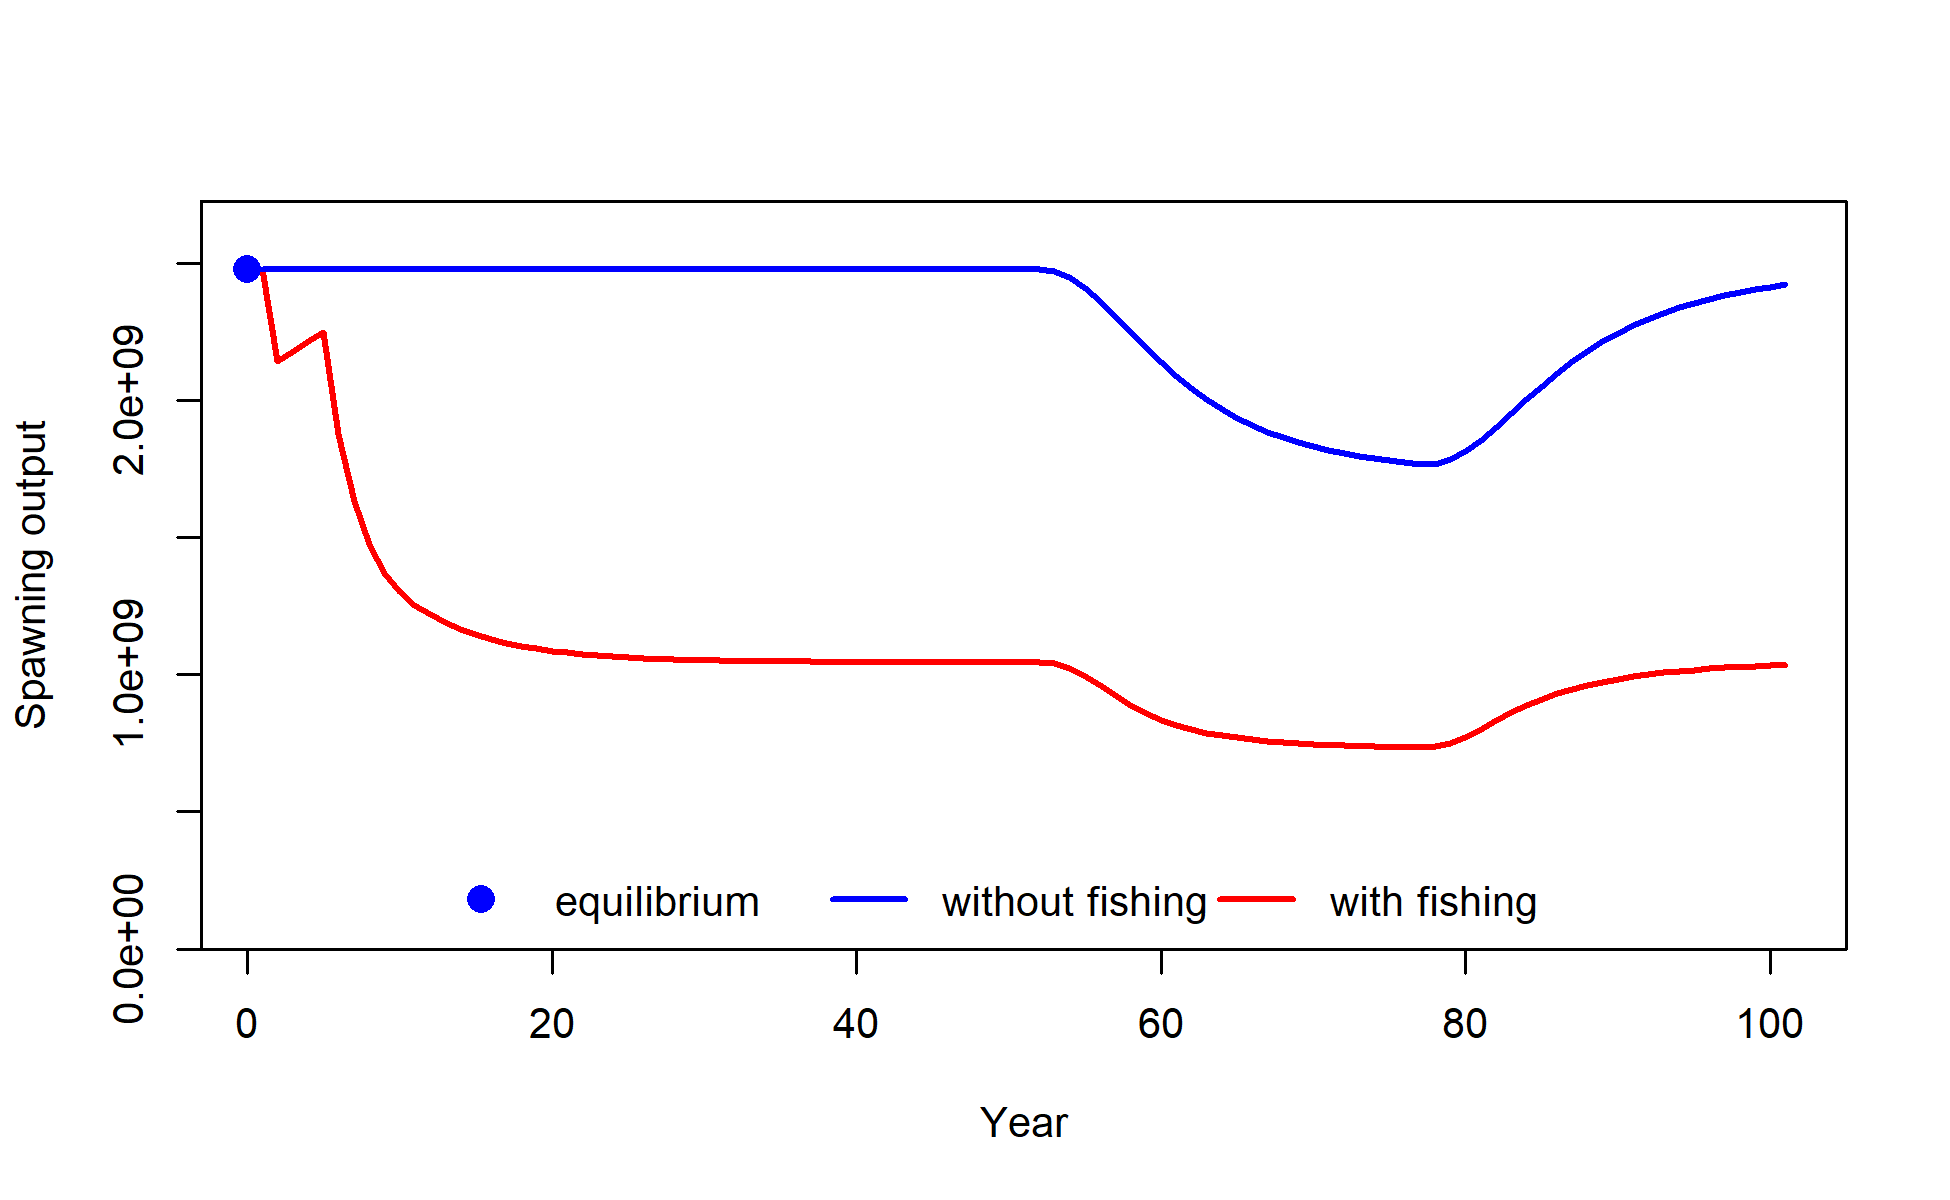 Spawning output
2.0e+09
1.0e+09
0.0e+00
equilibrium without fishing with fishing
0 20 40 60 80 100
Year